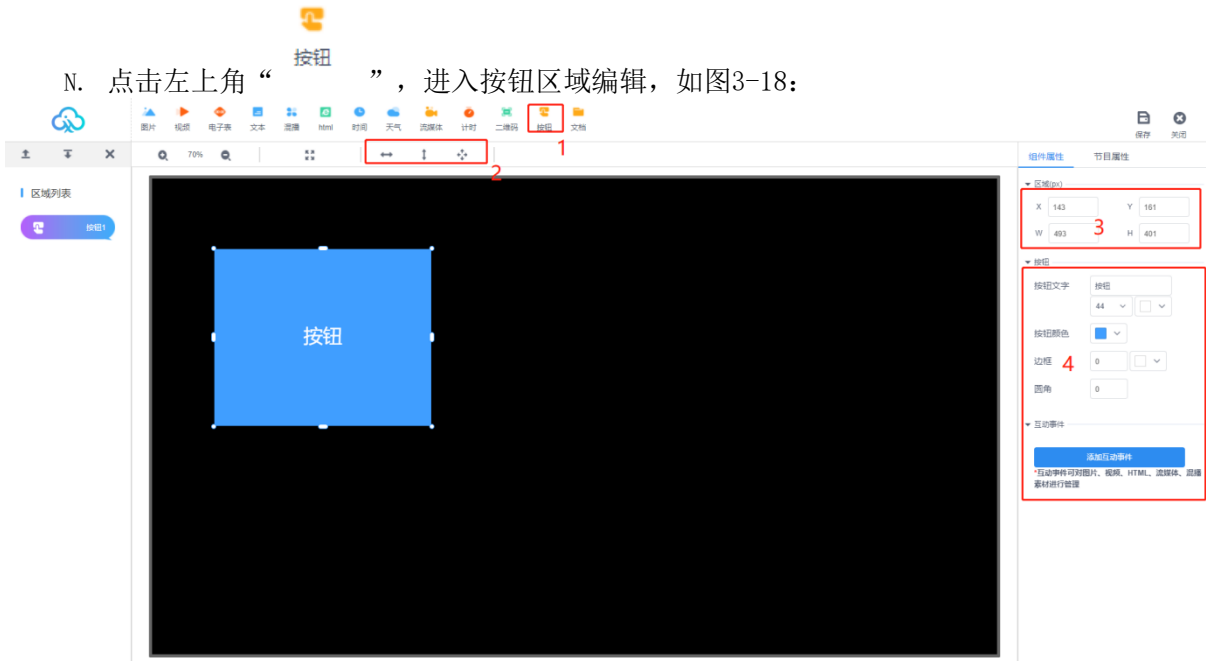 按钮
N. 点击左上角“ ”，进入按钮区域编辑，如图3-18：
图片 视频 电子表 文本 混播 html 时间 天气 流媒体 计时 二维码 按钮 文档
保存 关闭
1
70%
2
组件属性 节目属性
区域列表
区域(px)
X 143 Y 161
按钮1
3
W 493 H 401
按钮
按钮文字 按钮
44
按钮
按钮颜色
边框 4 0
圆角 0
互动事件
添加互动事件
*互动事件可对图片、视频、HTML、流媒体、混播
素材进行管理